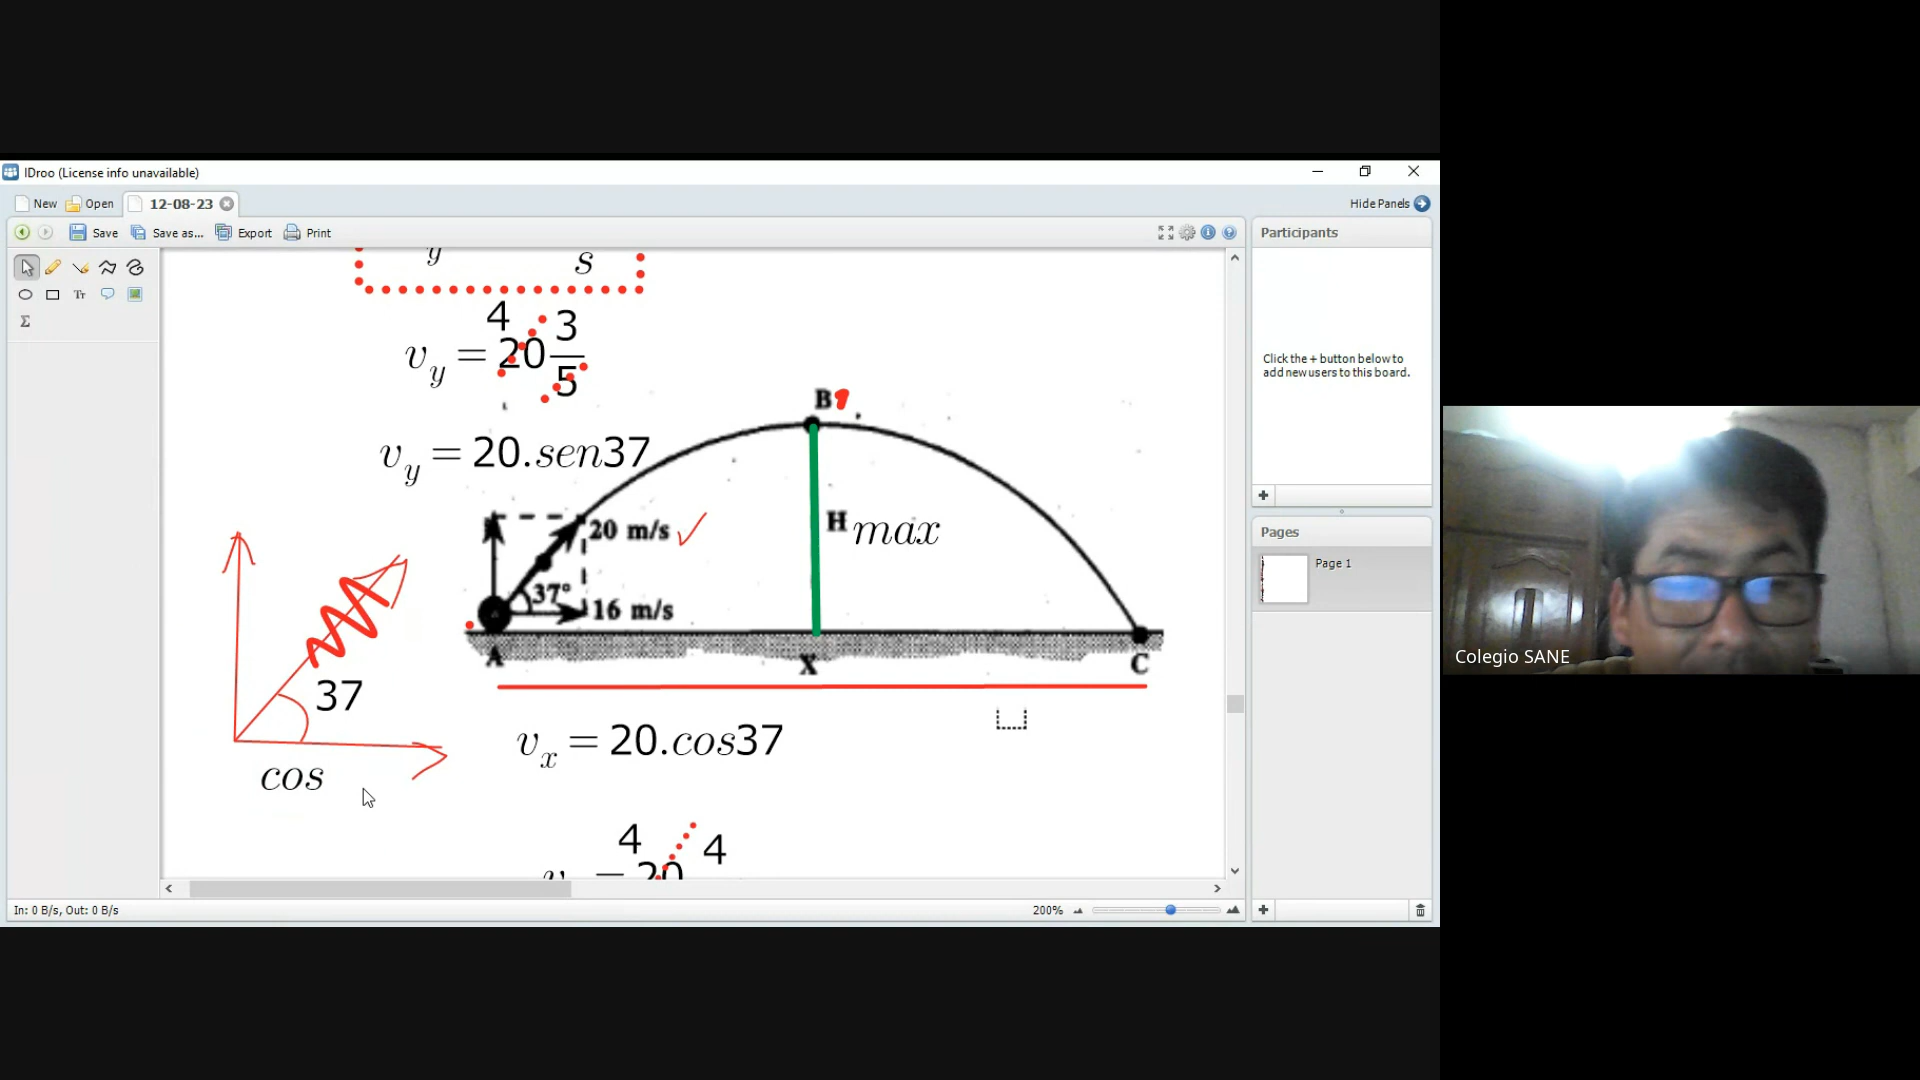 IDroo (License info unavailable)
New Open 12-08-23 Hide Panels
Save Save as... Export Print
Participants
Click the + button below to
add new users to this board.
Pages
Page 1
y s
4 3
v_y = 20
5
v_y = 20.sen37
B
20 m/s
H max
37°
16 m/s
A X C
37
cos
v_x = 20.cos37
4 4
= 20
In: 0 B/s, Out: 0 B/s
200%
Colegio SANE